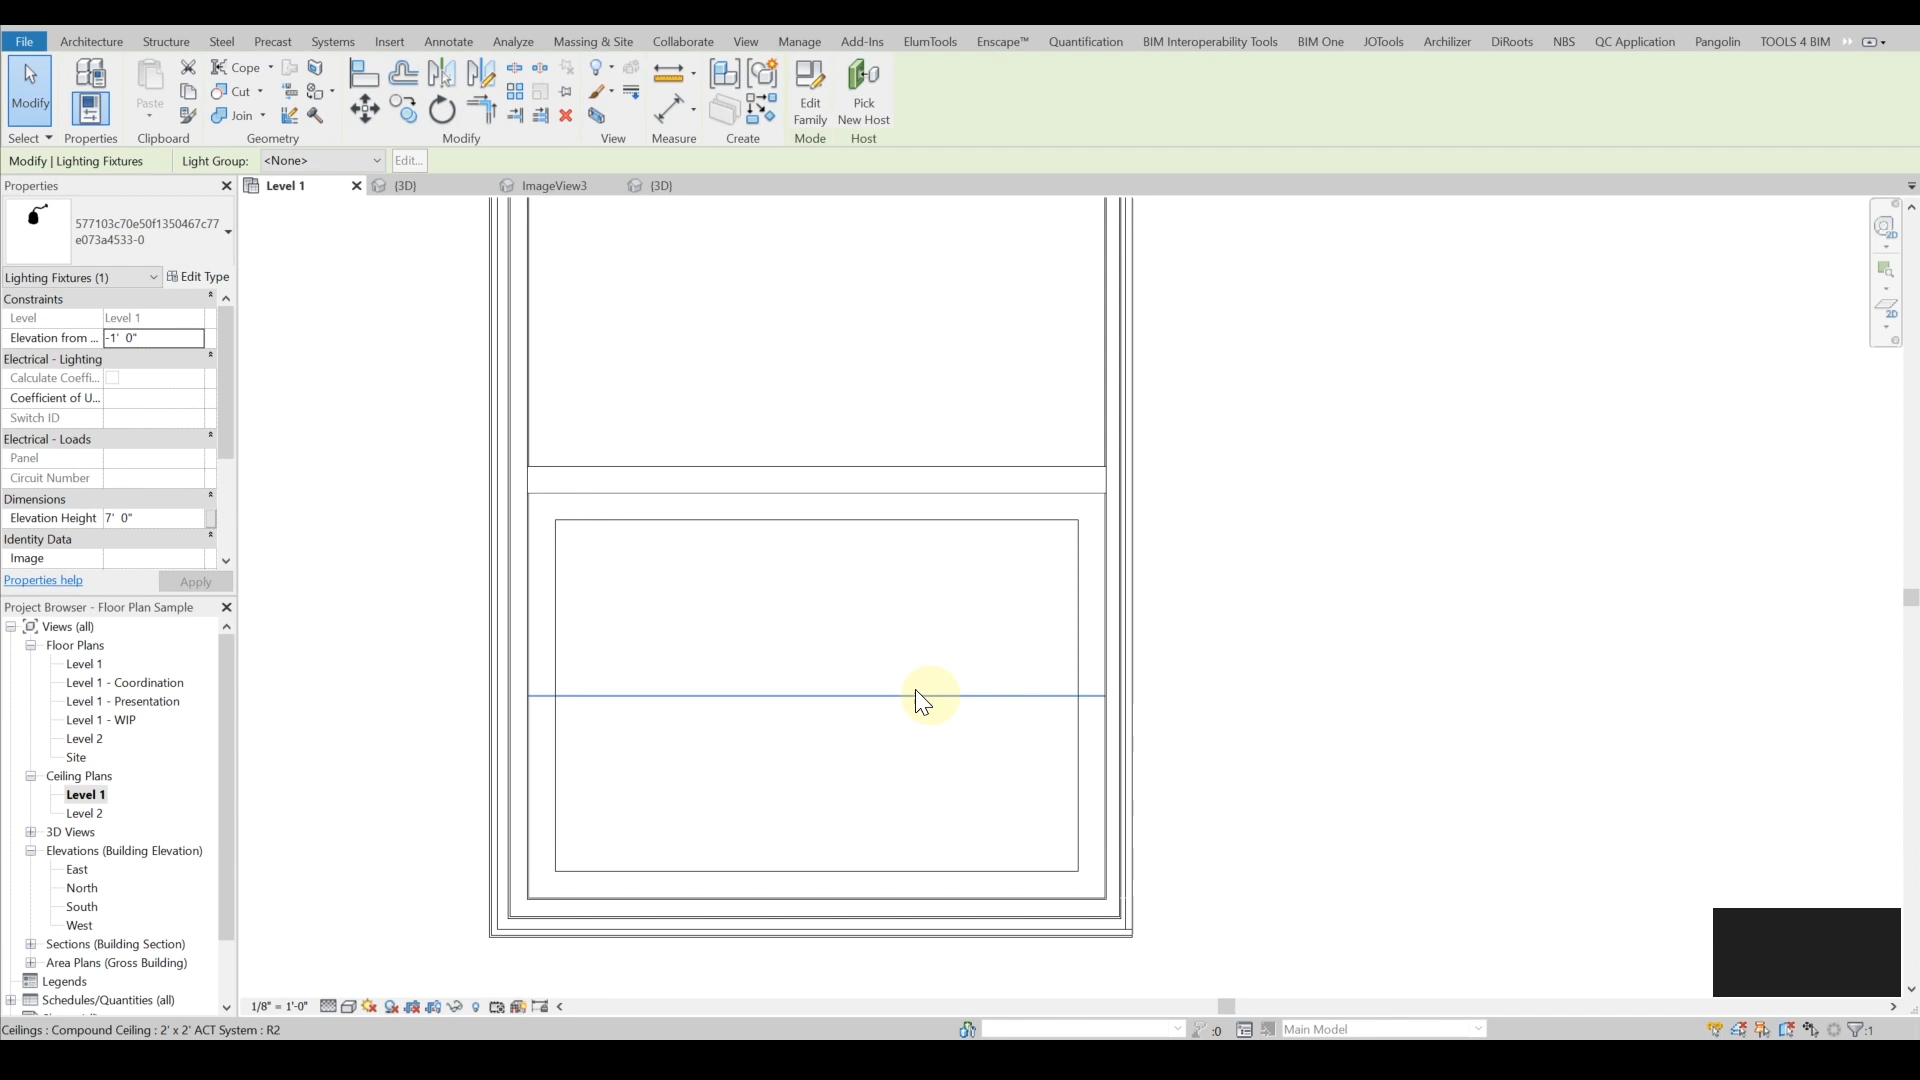 File Architecture Structure Steel Precast Systems Insert Annotate Analyze Massing & Site Collaborate View Manage Add-Ins ElumTools Enscape™ Quantification BIM Interoperability Tools BIM One JOTools Archilizer DiRoots NBS QC Application Pangolin TOOLS 4 BIM
Modify Paste Cope Cut Join Edit Family Pick New Host
Select Properties Clipboard Geometry Modify View Measure Create Mode Host
Modify | Lighting Fixtures Light Group: <None> Edit...
Properties Level 1 {3D} ImageView3 {3D}
577103c70e50f1350467c77
e073a4533-0
Lighting Fixtures (1) Edit Type
Constraints
Level Level 1
Elevation from ... -1' 0"
Electrical - Lighting
Calculate Coeffi...
Coefficient of U...
Switch ID
Electrical - Loads
Panel
Circuit Number
Dimensions
Elevation Height 7' 0"
Identity Data
Image
Properties help Apply
Project Browser - Floor Plan Sample
Views (all)
Floor Plans
Level 1
Level 1 - Coordination
Level 1 - Presentation
Level 1 - WIP
Level 2
Site
Ceiling Plans
Level 1
Level 2
3D Views
Elevations (Building Elevation)
East
North
South
West
Sections (Building Section)
Area Plans (Gross Building)
Legends
Schedules/Quantities (all)
2D
2D
1/8" = 1'-0"
Ceilings : Compound Ceiling : 2' x 2' ACT System : R2 :0 Main Model :1